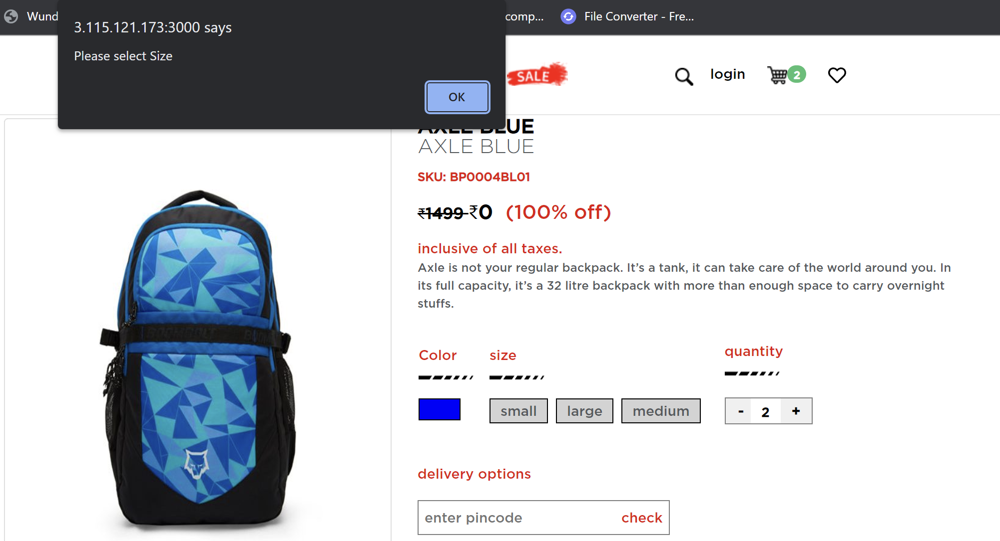 Wund
comp...
File Converter - Fre...
3.115.121.173:3000 says
Please select Size
OK
SALE
login
2
AXLE BLUE
AXLE BLUE
SKU: BP0004BL01
₹1499 ₹0 (100% off)
inclusive of all taxes.
Axle is not your regular backpack. It’s a tank, it can take care of the world around you. In
its full capacity, it’s a 32 litre backpack with more than enough space to carry overnight
stuffs.
Color
size
quantity
small
large
medium
- 2 +
delivery options
enter pincode
check